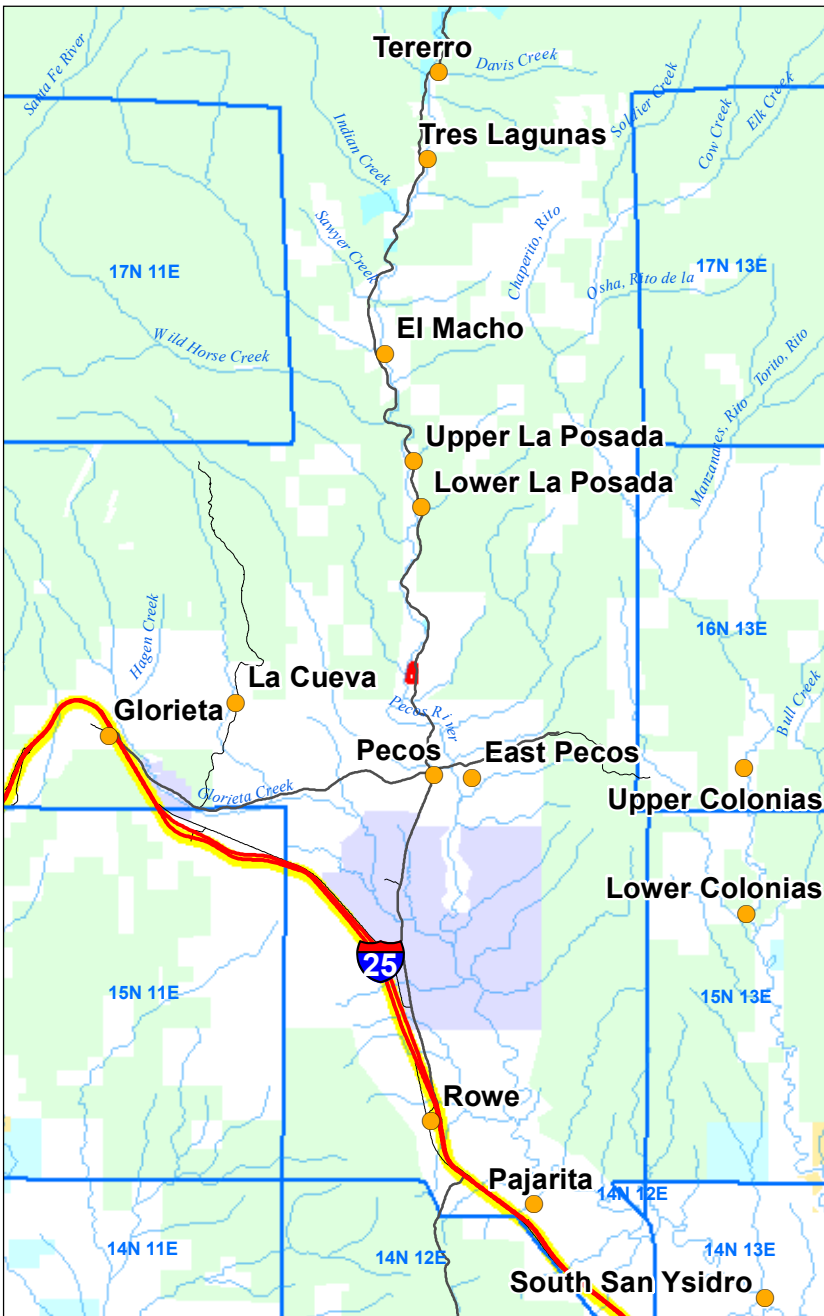 Tererro
Davis Creek
Santa Fe River
Soldier Creek
Cow Creek
Elk Creek
Indian Creek
Tres Lagunas
Sawyer Creek
Chaperito, Rito
17N 11E
17N 13E
Osha, Rito de la
El Macho
Wild Horse Creek
Torito, Rito
Manzanares, Rito
Upper La Posada
Lower La Posada
16N 13E
Hagen Creek
La Cueva
Bull Creek
Glorieta
Pecos River
Pecos
East Pecos
Glorieta Creek
Upper Colonias
Lower Colonias
25
15N 11E
15N 13E
Rowe
Pajarita
14N 12E
14N 11E
14N 12E
14N 13E
South San Ysidro